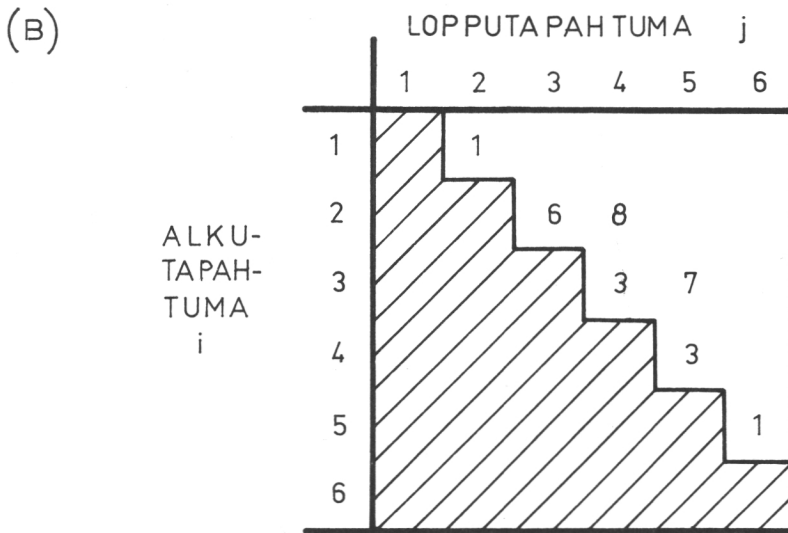 (B)
LOPPUTAPAHTUMA j
1 2 3 4 5 6
1 1
2 6 8
ALKU-
TAPAH-
TUMA
i
3 3 7
4 3
5 1
6